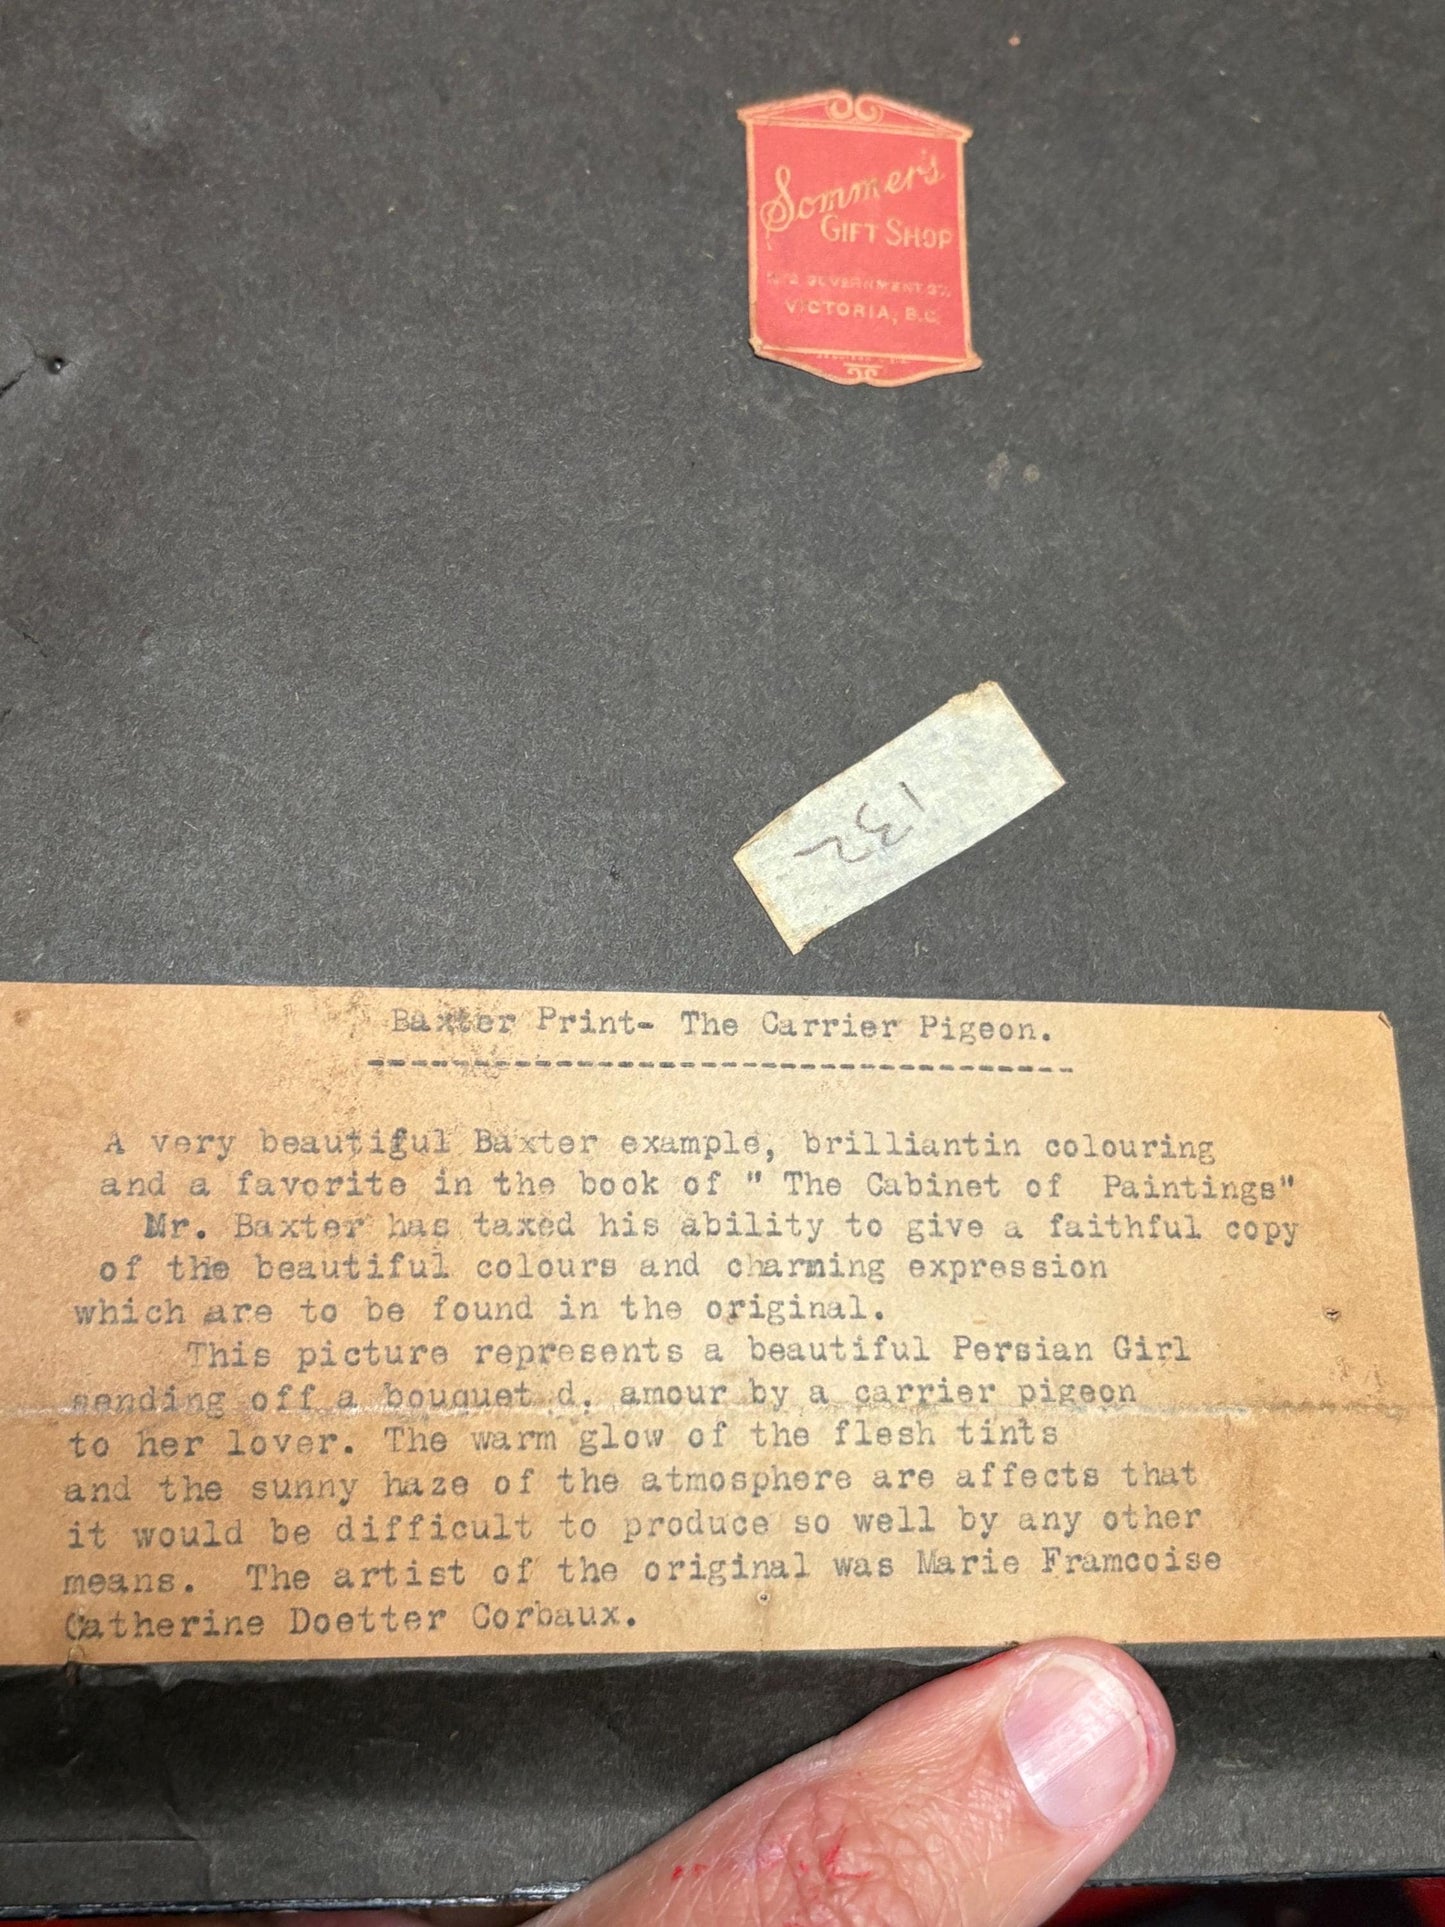 Sommer's
GIFT SHOP
GOVERNMENT ST.
VICTORIA, B.C.
132
Baxter Print- The Carrier Pigeon.
-----------------------------------
A very beautiful Baxter example, brilliantin colouring
and a favorite in the book of " The Cabinet of Paintings"
Mr. Baxter has taxed his ability to give a faithful copy
of the beautiful colours and charming expression
which are to be found in the original.
This picture represents a beautiful Persian Girl
sending off a bouquet d, amour by a carrier pigeon
to her lover. The warm glow of the flesh tints
and the sunny haze of the atmosphere are affects that
it would be difficult to produce so well by any other
means. The artist of the original was Marie Framcoise
Catherine Doetter Corbaux.